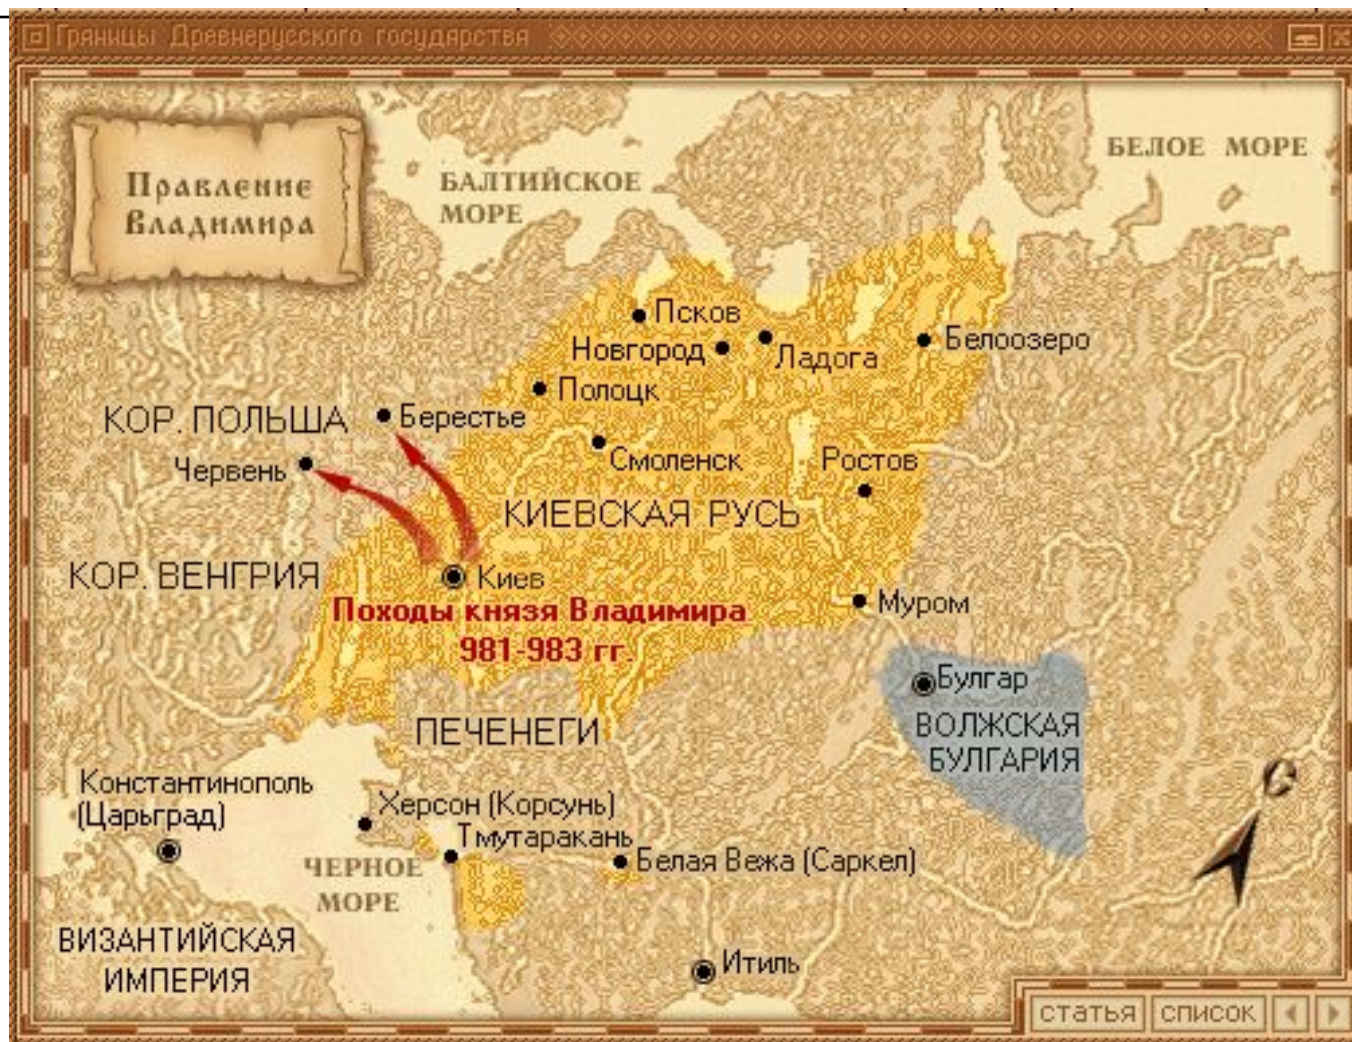 Границы Древнерусского государства
Правление
Владимира
БАЛТИЙСКОЕ
МОРЕ
БЕЛОЕ МОРЕ
Псков
Новгород
Ладога
Белоозеро
Полоцк
КОР. ПОЛЬША
Берестье
Червень
Смоленск
Ростов
КИЕВСКАЯ РУСЬ
КОР. ВЕНГРИЯ
Киев
Походы князя Владимира
981-983 гг.
Муром
Булгар
ВОЛЖСКАЯ
БУЛГАРИЯ
ПЕЧЕНЕГИ
Константинополь
(Царьград)
Херсон (Корсунь)
Тмутаракань
Белая Вежа (Саркел)
ЧЕРНОЕ
МОРЕ
С
ВИЗАНТИЙСКАЯ
ИМПЕРИЯ
Итиль
статья
список